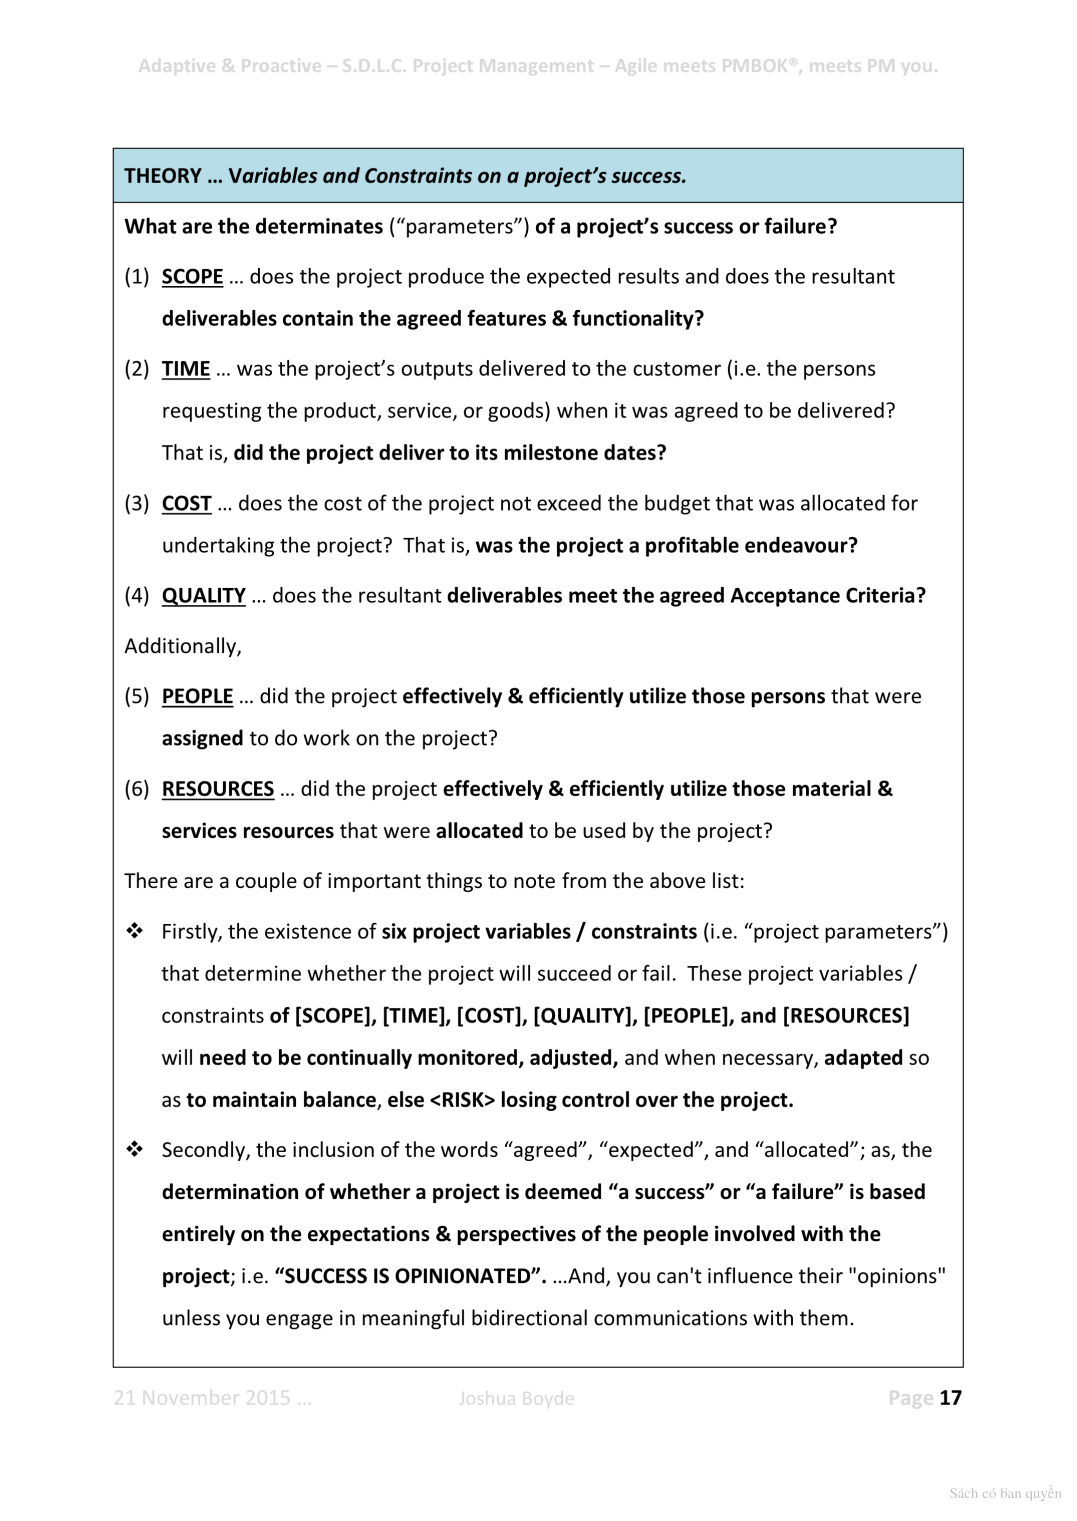 Adaptive & Proactive – S.D.L.C. Project Management – Agile meets PMBOK®, meets PM you.
THEORY … Variables and Constraints on a project’s success.
What are the determinates (“parameters”) of a project’s success or failure?
(1) SCOPE … does the project produce the expected results and does the resultant
deliverables contain the agreed features & functionality?
(2) TIME … was the project’s outputs delivered to the customer (i.e. the persons
requesting the product, service, or goods) when it was agreed to be delivered?
That is, did the project deliver to its milestone dates?
(3) COST … does the cost of the project not exceed the budget that was allocated for
undertaking the project?  That is, was the project a profitable endeavour?
(4) QUALITY … does the resultant deliverables meet the agreed Acceptance Criteria?
Additionally,
(5) PEOPLE … did the project effectively & efficiently utilize those persons that were
assigned to do work on the project?
(6) RESOURCES … did the project effectively & efficiently utilize those material &
services resources that were allocated to be used by the project?
There are a couple of important things to note from the above list:
❖ Firstly, the existence of six project variables / constraints (i.e. “project parameters”)
that determine whether the project will succeed or fail.  These project variables /
constraints of [SCOPE], [TIME], [COST], [QUALITY], [PEOPLE], and [RESOURCES]
will need to be continually monitored, adjusted, and when necessary, adapted so
as to maintain balance, else <RISK> losing control over the project.
❖ Secondly, the inclusion of the words “agreed”, “expected”, and “allocated”; as, the
determination of whether a project is deemed “a success” or “a failure” is based
entirely on the expectations & perspectives of the people involved with the
project; i.e. “SUCCESS IS OPINIONATED”. …And, you can't influence their "opinions"
unless you engage in meaningful bidirectional communications with them.
21 November 2015 … Joshua Boyde Page 17
Sách có bản quyền